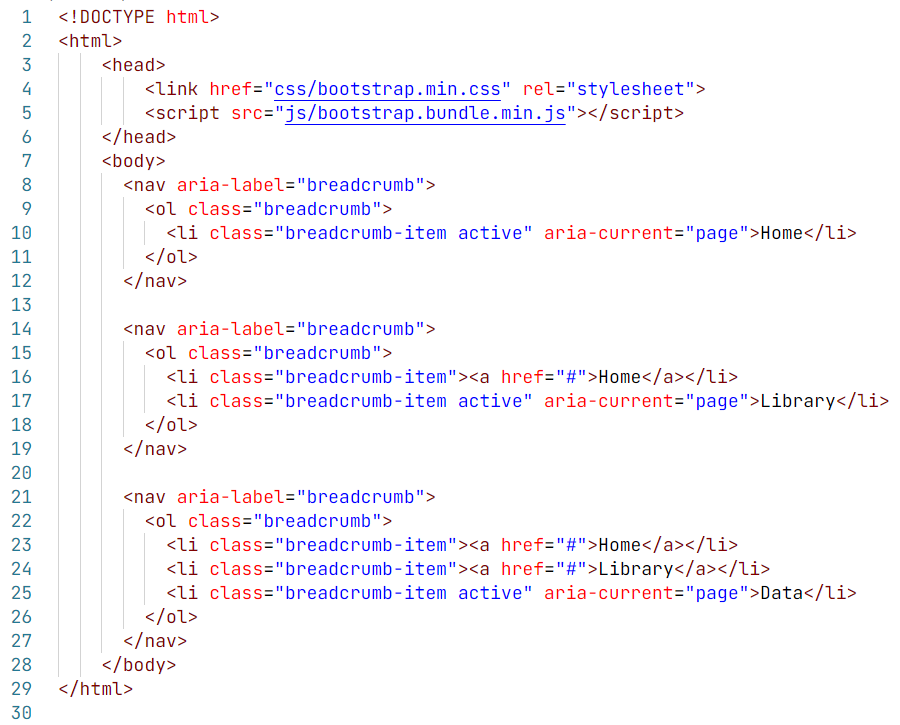 1 <!DOCTYPE html>
2 <html>
3 <head>
4 <link href="css/bootstrap.min.css" rel="stylesheet">
5 <script src="js/bootstrap.bundle.min.js"></script>
6 </head>
7 <body>
8 <nav aria-label="breadcrumb">
9 <ol class="breadcrumb">
10 <li class="breadcrumb-item active" aria-current="page">Home</li>
11 </ol>
12 </nav>
13
14 <nav aria-label="breadcrumb">
15 <ol class="breadcrumb">
16 <li class="breadcrumb-item"><a href="#">Home</a></li>
17 <li class="breadcrumb-item active" aria-current="page">Library</li>
18 </ol>
19 </nav>
20
21 <nav aria-label="breadcrumb">
22 <ol class="breadcrumb">
23 <li class="breadcrumb-item"><a href="#">Home</a></li>
24 <li class="breadcrumb-item"><a href="#">Library</a></li>
25 <li class="breadcrumb-item active" aria-current="page">Data</li>
26 </ol>
27 </nav>
28 </body>
29 </html>
30